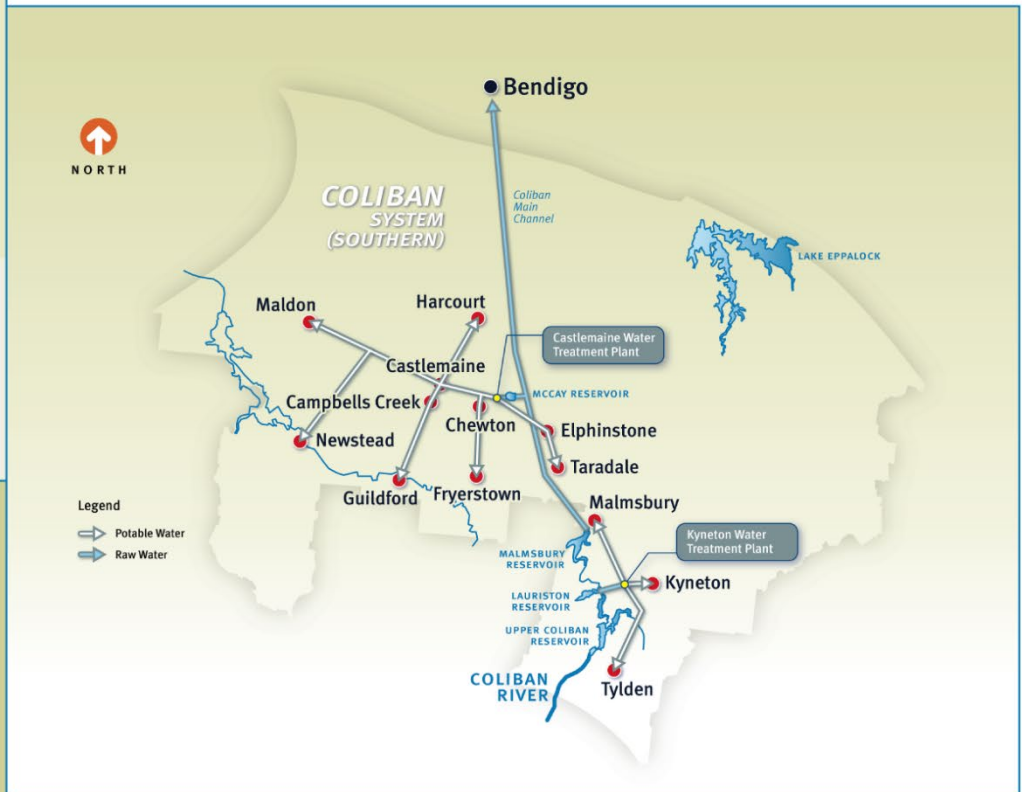 Bendigo
NORTH
COLIBAN
SYSTEM
(SOUTHERN)
Coliban
Main
Channel
LAKE EPPALOCK
Maldon
Harcourt
Castlemaine Water
Treatment Plant
Castlemaine
MCCAY RESERVOIR
Campbells Creek
Chewton
Elphinstone
Newstead
Taradale
Guildford
Fryerstown
Malmsbury
Legend
Potable Water
Raw Water
Kyneton Water
Treatment Plant
MALMSBURY
RESERVOIR
Kyneton
LAURISTON
RESERVOIR
UPPER COLIBAN
RESERVOIR
COLIBAN
RIVER
Tylden